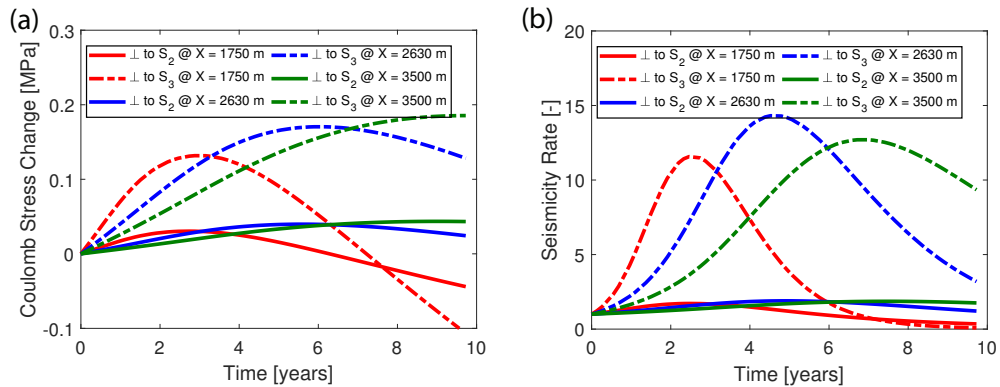 (a)
0.3
0.2
0.1
0
-0.1
Coulomb Stress Change [MPa]
⊥ to S2 @ X = 1750 m
⊥ to S3 @ X = 1750 m
⊥ to S2 @ X = 2630 m
⊥ to S3 @ X = 2630 m
⊥ to S2 @ X = 3500 m
⊥ to S3 @ X = 3500 m
0 2 4 6 8 10
Time [years]
(b)
20
15
10
5
0
Seismicity Rate [-]
⊥ to S2 @ X = 1750 m
⊥ to S3 @ X = 1750 m
⊥ to S2 @ X = 2630 m
⊥ to S3 @ X = 2630 m
⊥ to S2 @ X = 3500 m
⊥ to S3 @ X = 3500 m
0 2 4 6 8 10
Time [years]